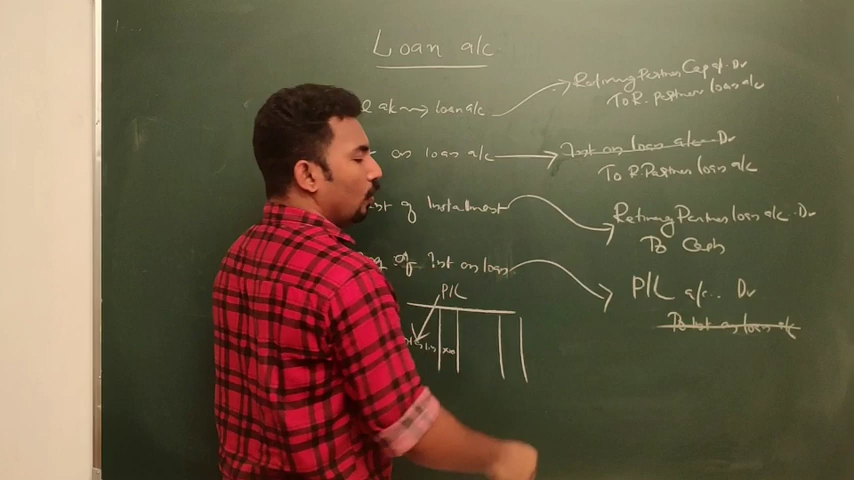 Loan a/c
Retiring Partner Cap a/c. Dr
To R. partner loan a/c
loan a/c
Int on loan a/c Dr
on loan a/c
To R. Partner loan a/c
of Installment
Retiring Partner loan a/c. Dr
To Cash
of Int on loan
P/L
P/L a/c.. Dr
To Int on loan a/c